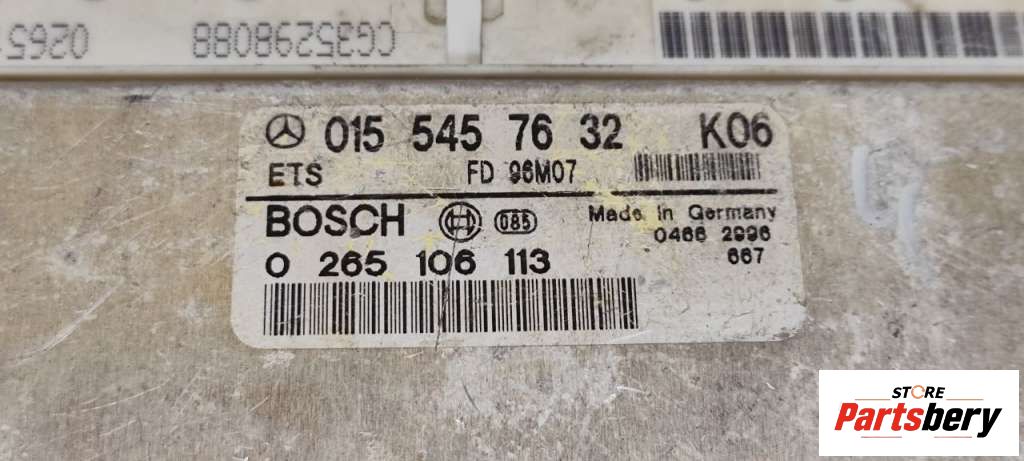 CG35298088
0265
015 545 76 32 K06
ETS FD 96M07
BOSCH 085 Made in Germany
0466 2996
0 265 106 113 667
STORE
Partsbery